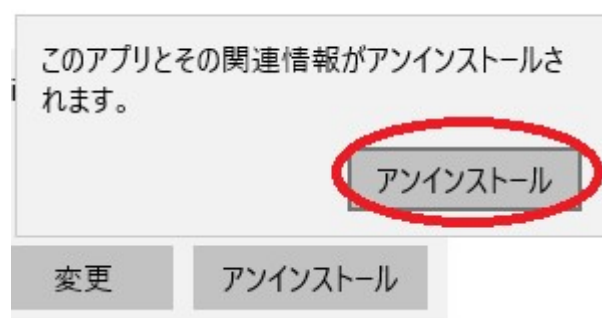 このアプリとその関連情報がアンインストールさ
れます。
アンインストール
変更 アンインストール